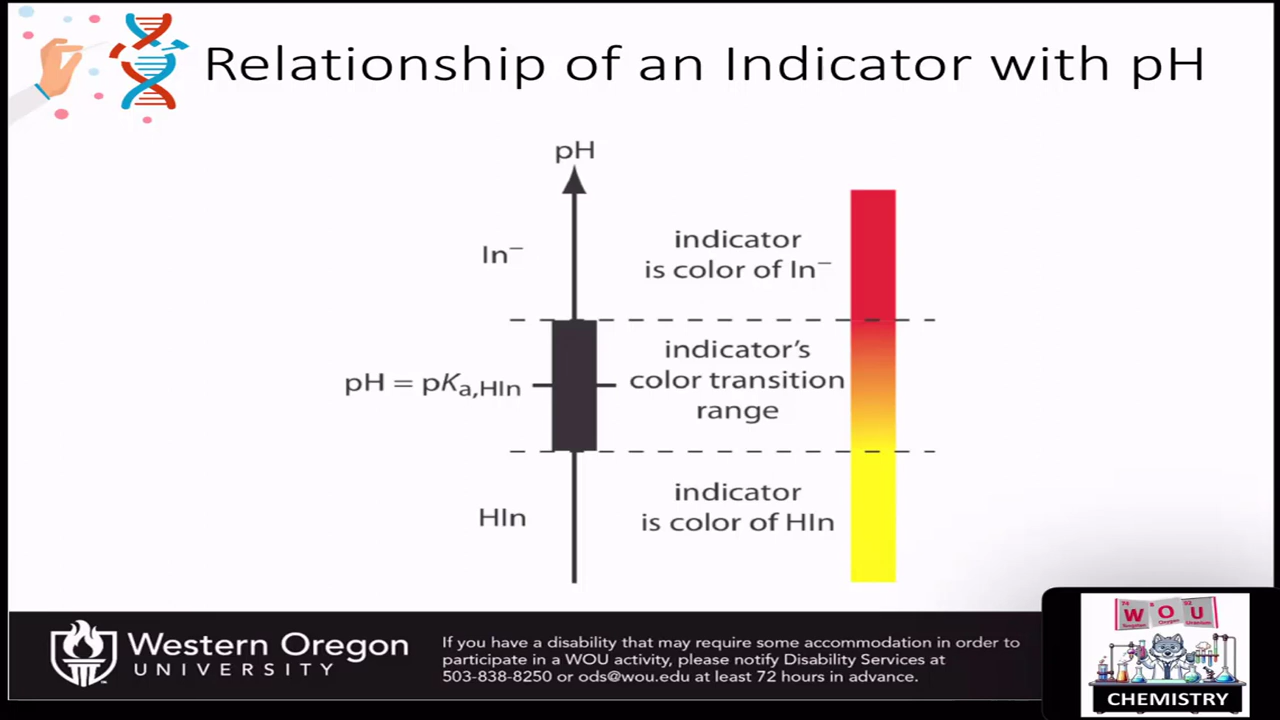 Relationship of an Indicator with pH
pH
In⁻
indicator
is color of In⁻
indicator's
pH = pKa,HIn
color transition
range
indicator
HIn
is color of HIn
Western Oregon
UNIVERSITY
If you have a disability that may require some accommodation in order to
participate in a WOU activity, please notify Disability Services at
503-838-8250 or ods@wou.edu at least 72 hours in advance.
W O U
CHEMISTRY